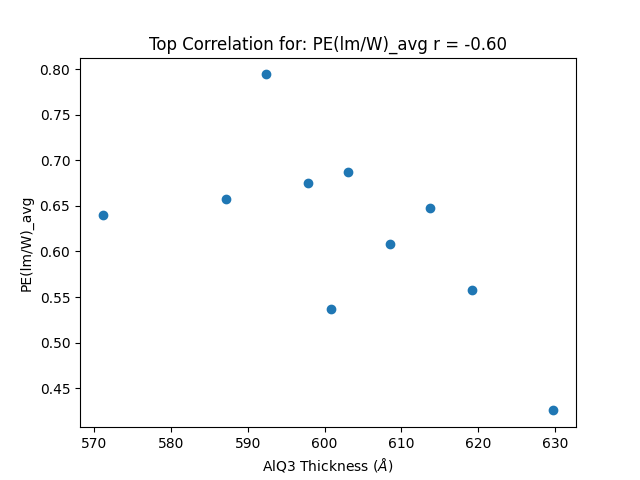 Top Correlation for: PE(lm/W)_avg r = -0.60
0.80
0.75
0.70
0.65
0.60
0.55
0.50
0.45
PE(lm/W)_avg
570 580 590 600 610 620 630
AlQ3 Thickness (Å)